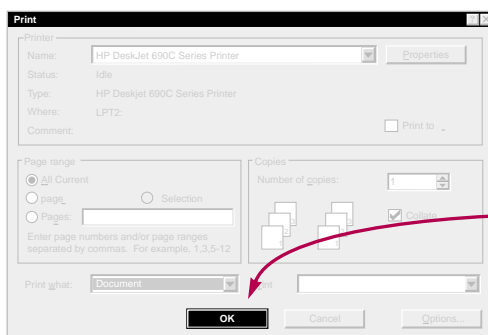 Print
Printer
Name: HP DeskJet 690C Series Printer Properties
Status: Idle
Type: HP Deskjet 690C Series Printer
Where: LPT2:
Comment: Print to
Page range
All Current
page
Selection
Pages:
Enter page numbers and/or page ranges
separated by commas. For example, 1,3,5-12
Copies
Number of copies: 1
Collate
Print what: Document
OK Cancel Options...